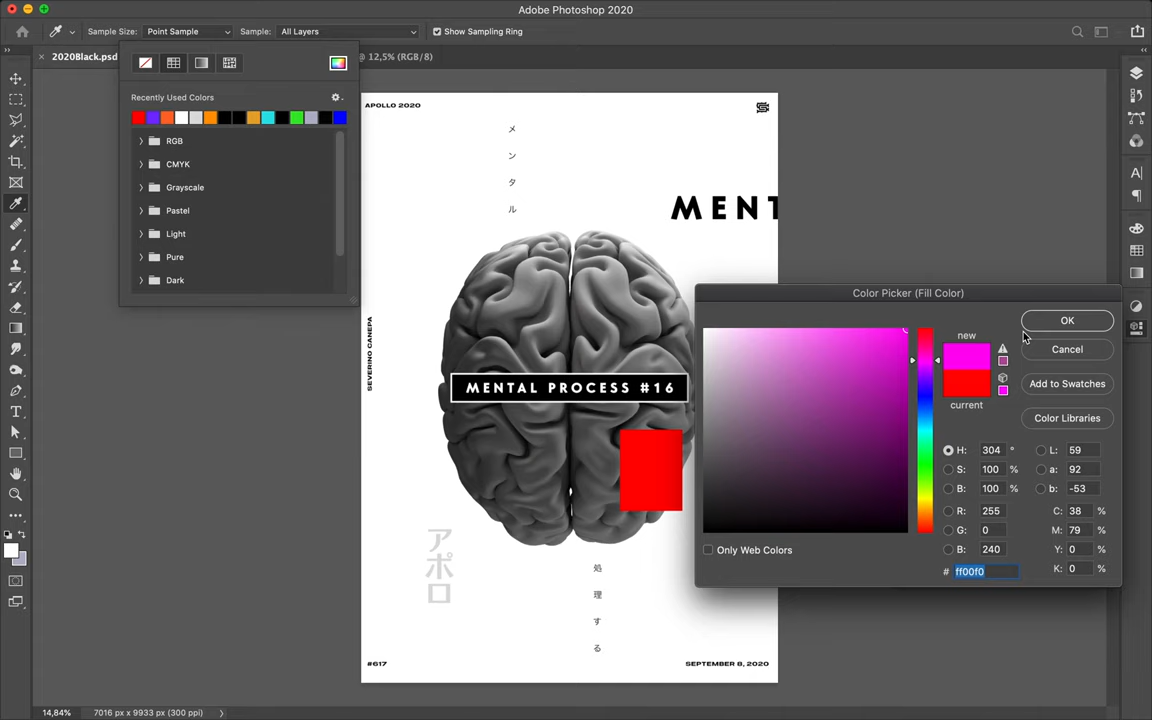 Adobe Photoshop 2020
Sample Size: Point Sample Sample: All Layers Show Sampling Ring
2020Black.psd @ 12,5% (RGB/8)
Recently Used Colors
RGB
CMYK
Grayscale
Pastel
Light
Pure
Dark
APOLLO 2020
メンタル
MENT
SEVERINO CANEPA
MENTAL PROCESS #16
アポロ
処理する
#617
SEPTEMBER 8, 2020
Color Picker (Fill Color)
new
current
OK
Cancel
Add to Swatches
Color Libraries
H: 304 °
S: 100 %
B: 100 %
R: 255
G: 0
B: 240
# ff00f0
L: 59
a: 92
b: -53
C: 38 %
M: 79 %
Y: 0 %
K: 0 %
Only Web Colors
14,84% 7016 px x 9933 px (300 ppi)